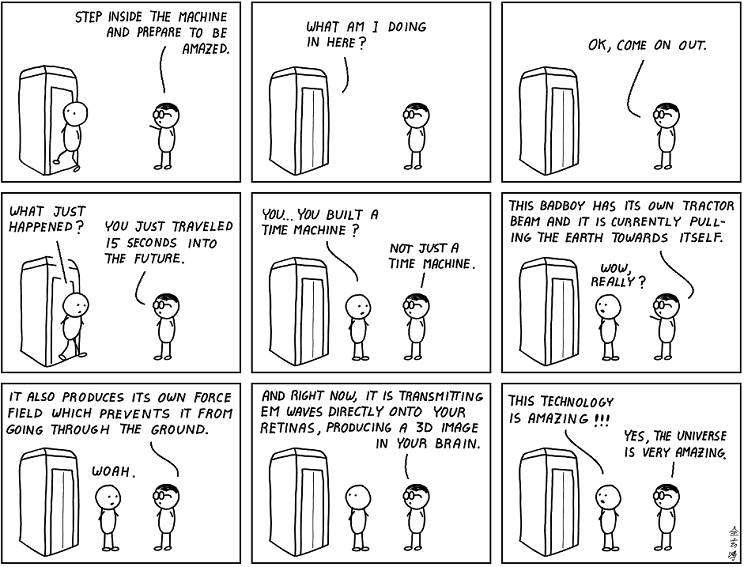 STEP INSIDE THE MACHINE
AND PREPARE TO BE
AMAZED.
WHAT AM I DOING
IN HERE?
OK, COME ON OUT.
WHAT JUST
HAPPENED?
YOU JUST TRAVELED
15 SECONDS INTO
THE FUTURE.
YOU... YOU BUILT A
TIME MACHINE?
NOT JUST A
TIME MACHINE.
THIS BADBOY HAS ITS OWN TRACTOR
BEAM AND IT IS CURRENTLY PULL-
ING THE EARTH TOWARDS ITSELF.
WOW,
REALLY?
IT ALSO PRODUCES ITS OWN FORCE
FIELD WHICH PREVENTS IT FROM
GOING THROUGH THE GROUND.
WOAH.
AND RIGHT NOW, IT IS TRANSMITTING
EM WAVES DIRECTLY ONTO YOUR
RETINAS, PRODUCING A 3D IMAGE
IN YOUR BRAIN.
THIS TECHNOLOGY
IS AMAZING!!!
YES, THE UNIVERSE
IS VERY AMAZING.